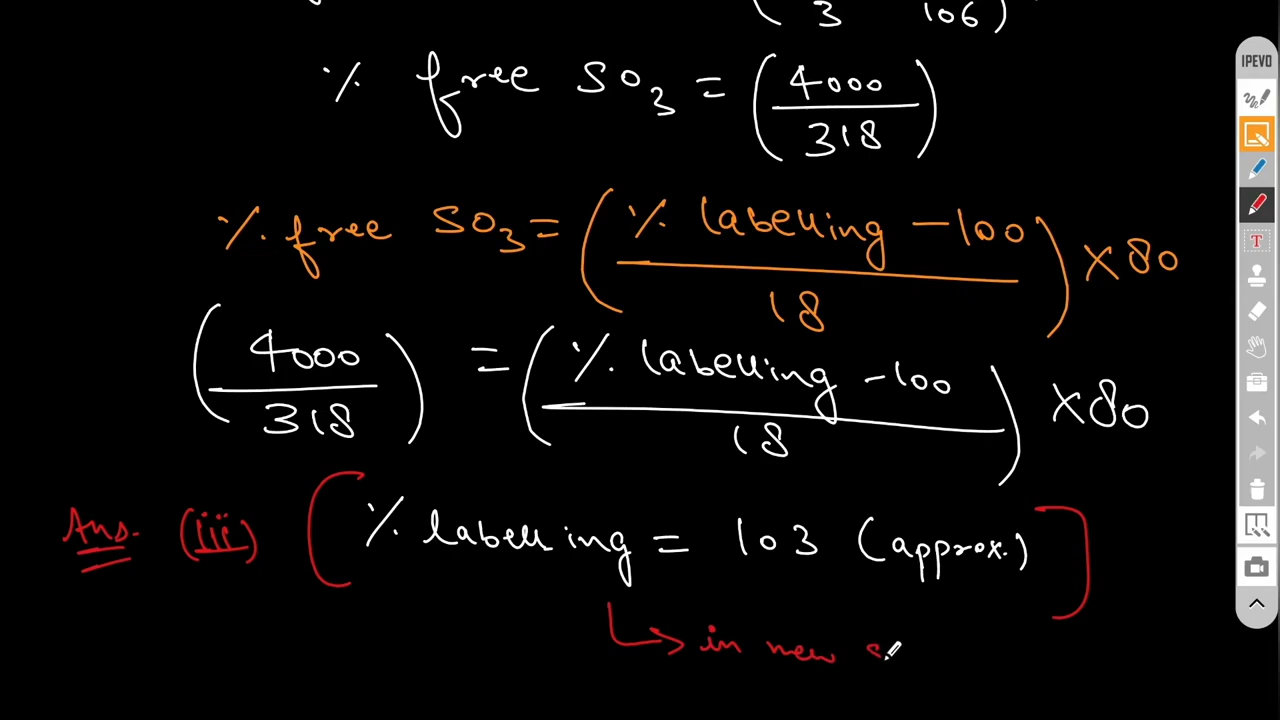 ( 3 106 )
% free SO₃ = (4000/318)
% free SO₃ = (% labelling - 100/18) × 80
(4000/318) = (% labelling - 100/18) × 80
Ans. (iii) [% labelling = 103 (approx.)]
↳ in new
IPEVO
T